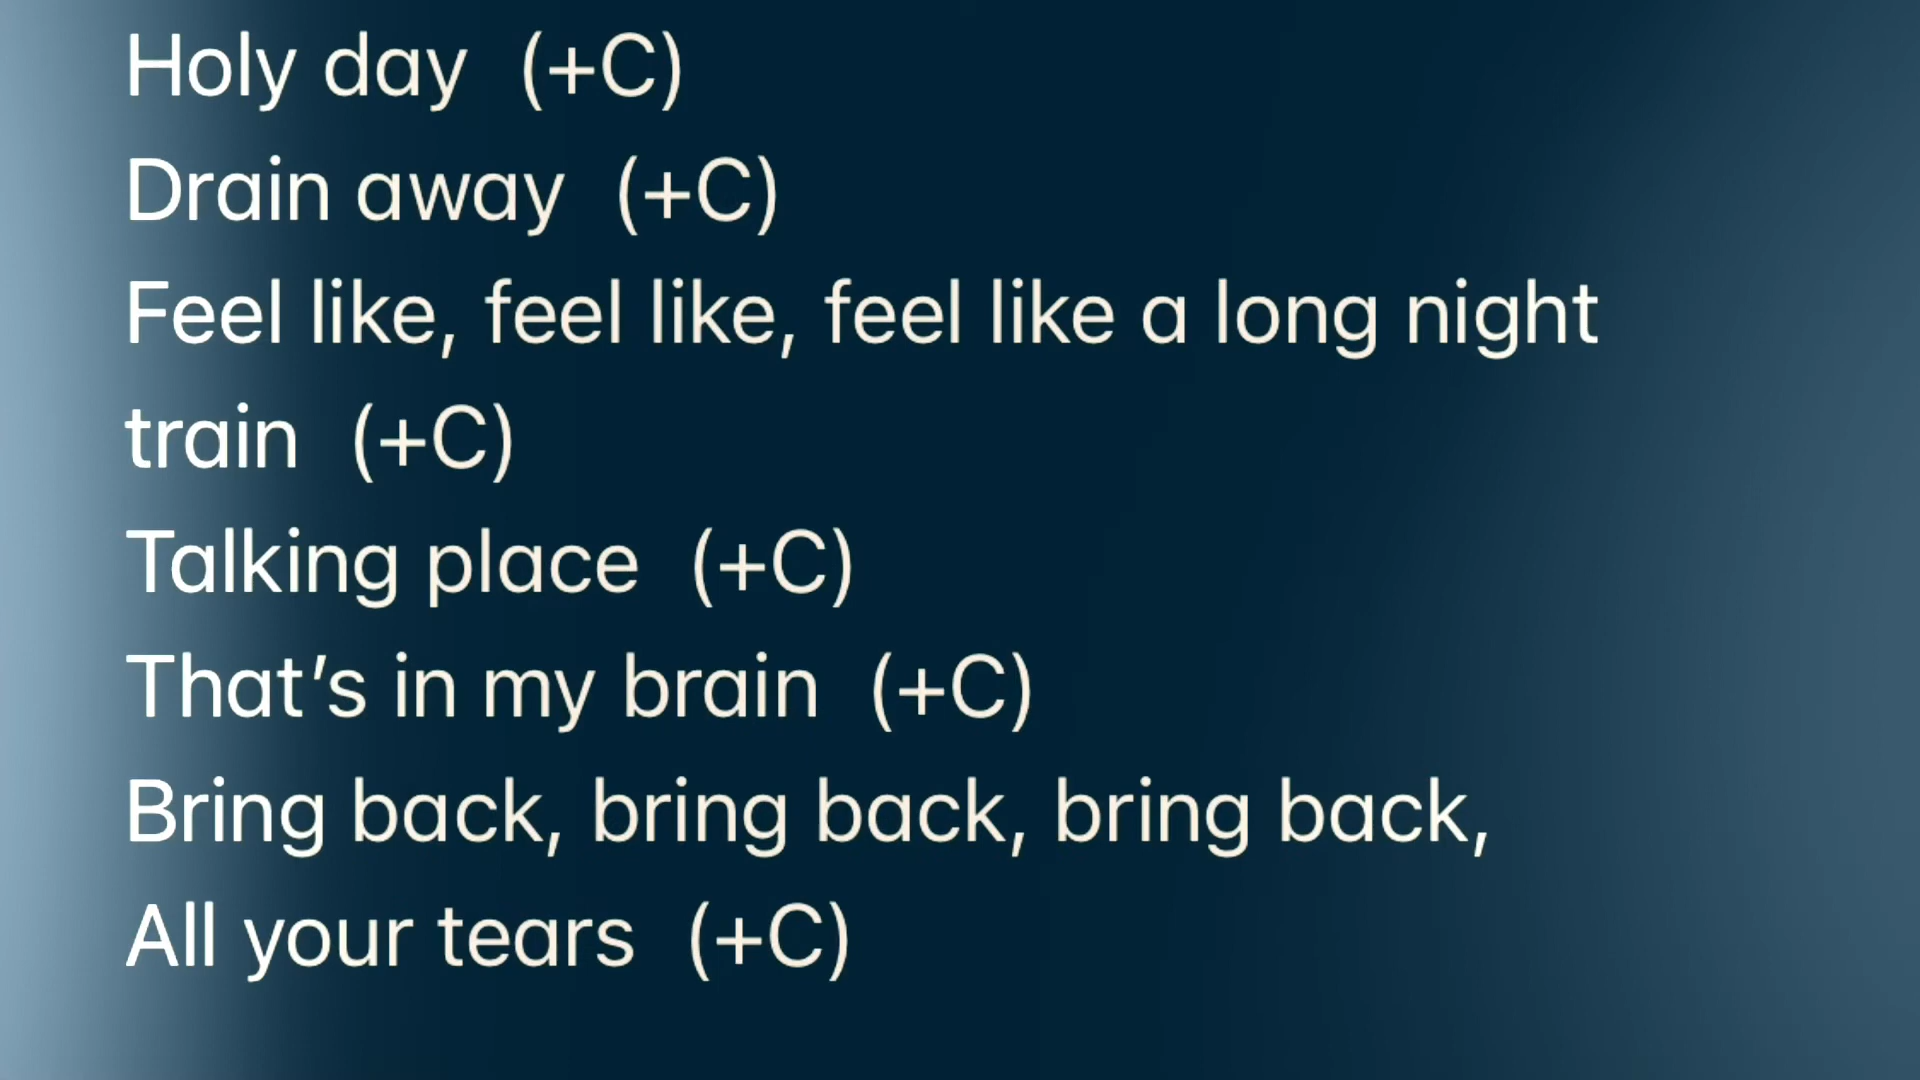 Holy day (+C)
Drain away (+C)
Feel like, feel like, feel like a long night
train (+C)
Talking place (+C)
That's in my brain (+C)
Bring back, bring back, bring back,
All your tears (+C)